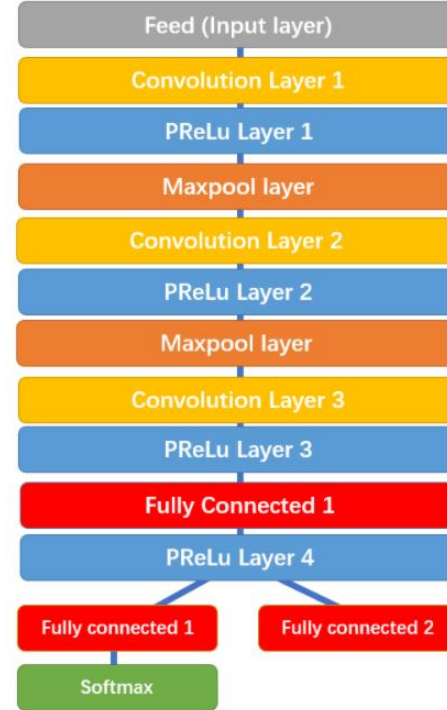 Feed (Input layer)
Convolution Layer 1
PReLu Layer 1
Maxpool layer
Convolution Layer 2
PReLu Layer 2
Maxpool layer
Convolution Layer 3
PReLu Layer 3
Fully Connected 1
PReLu Layer 4
Fully connected 1
Fully connected 2
Softmax